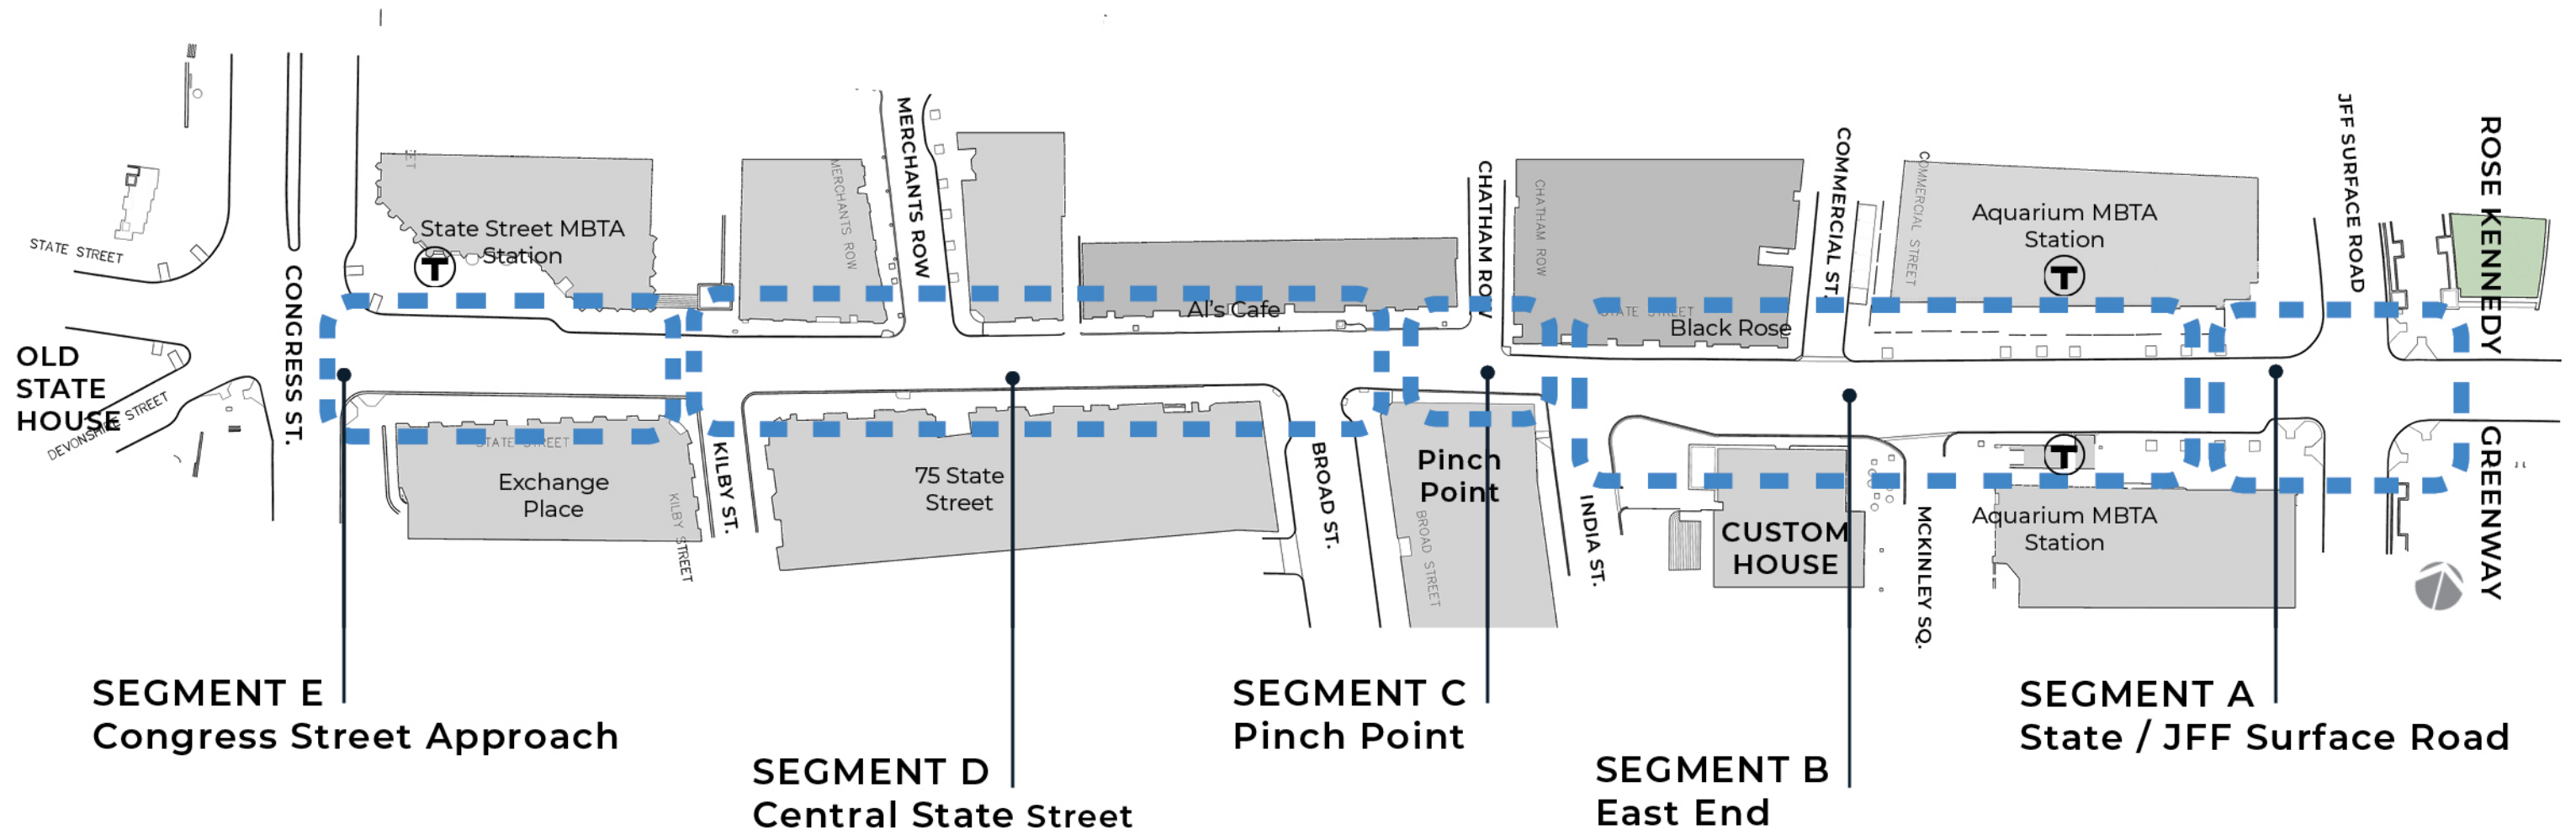 MERCHANTS ROW
CHATHAM ROW
COMMERCIAL ST.
JFF SURFACE ROAD
ROSE KENNEDY
GREENWAY
STATE STREET
State Street MBTA
Station
T
MERCHANTS ROW
CHATHAM ROW
COMMERCIAL STREET
Aquarium MBTA
Station
T
CONGRESS ST.
Al's Cafe
STATE STREET
Black Rose
OLD
STATE
HOUSE
DEVONSHIRE STREET
STATE STREET
Exchange
Place
KILBY STREET
KILBY ST.
75 State
Street
BROAD ST.
Pinch
Point
BROAD STREET
INDIA ST.
CUSTOM
HOUSE
MCKINLEY SQ.
T
Aquarium MBTA
Station
SEGMENT E
Congress Street Approach
SEGMENT D
Central State Street
SEGMENT C
Pinch Point
SEGMENT B
East End
SEGMENT A
State / JFF Surface Road